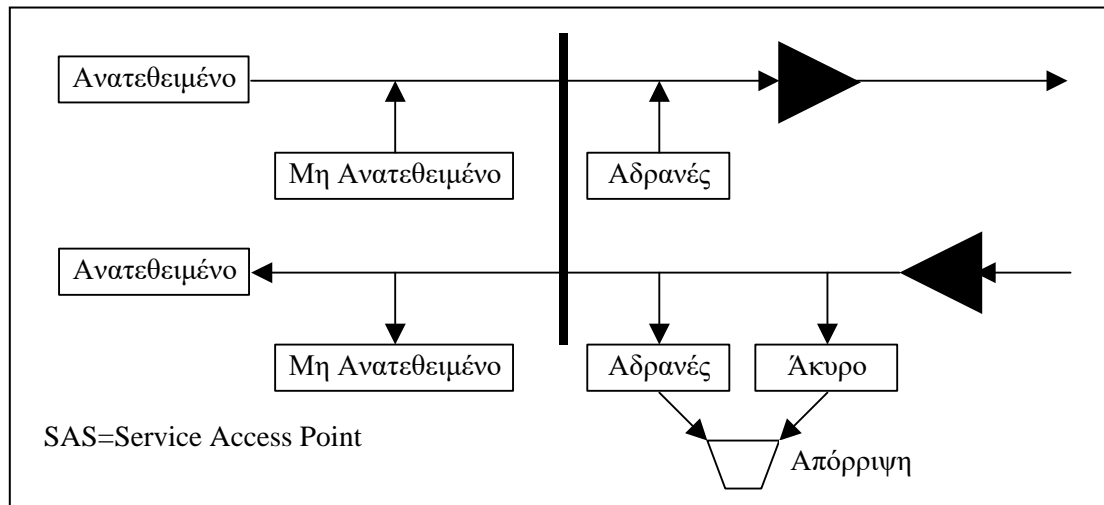 Ανατεθειμένο
Μη Ανατεθειμένο
Αδρανές
Ανατεθειμένο
Μη Ανατεθειμένο
Αδρανές
Άκυρο
SAS=Service Access Point
Απόρριψη